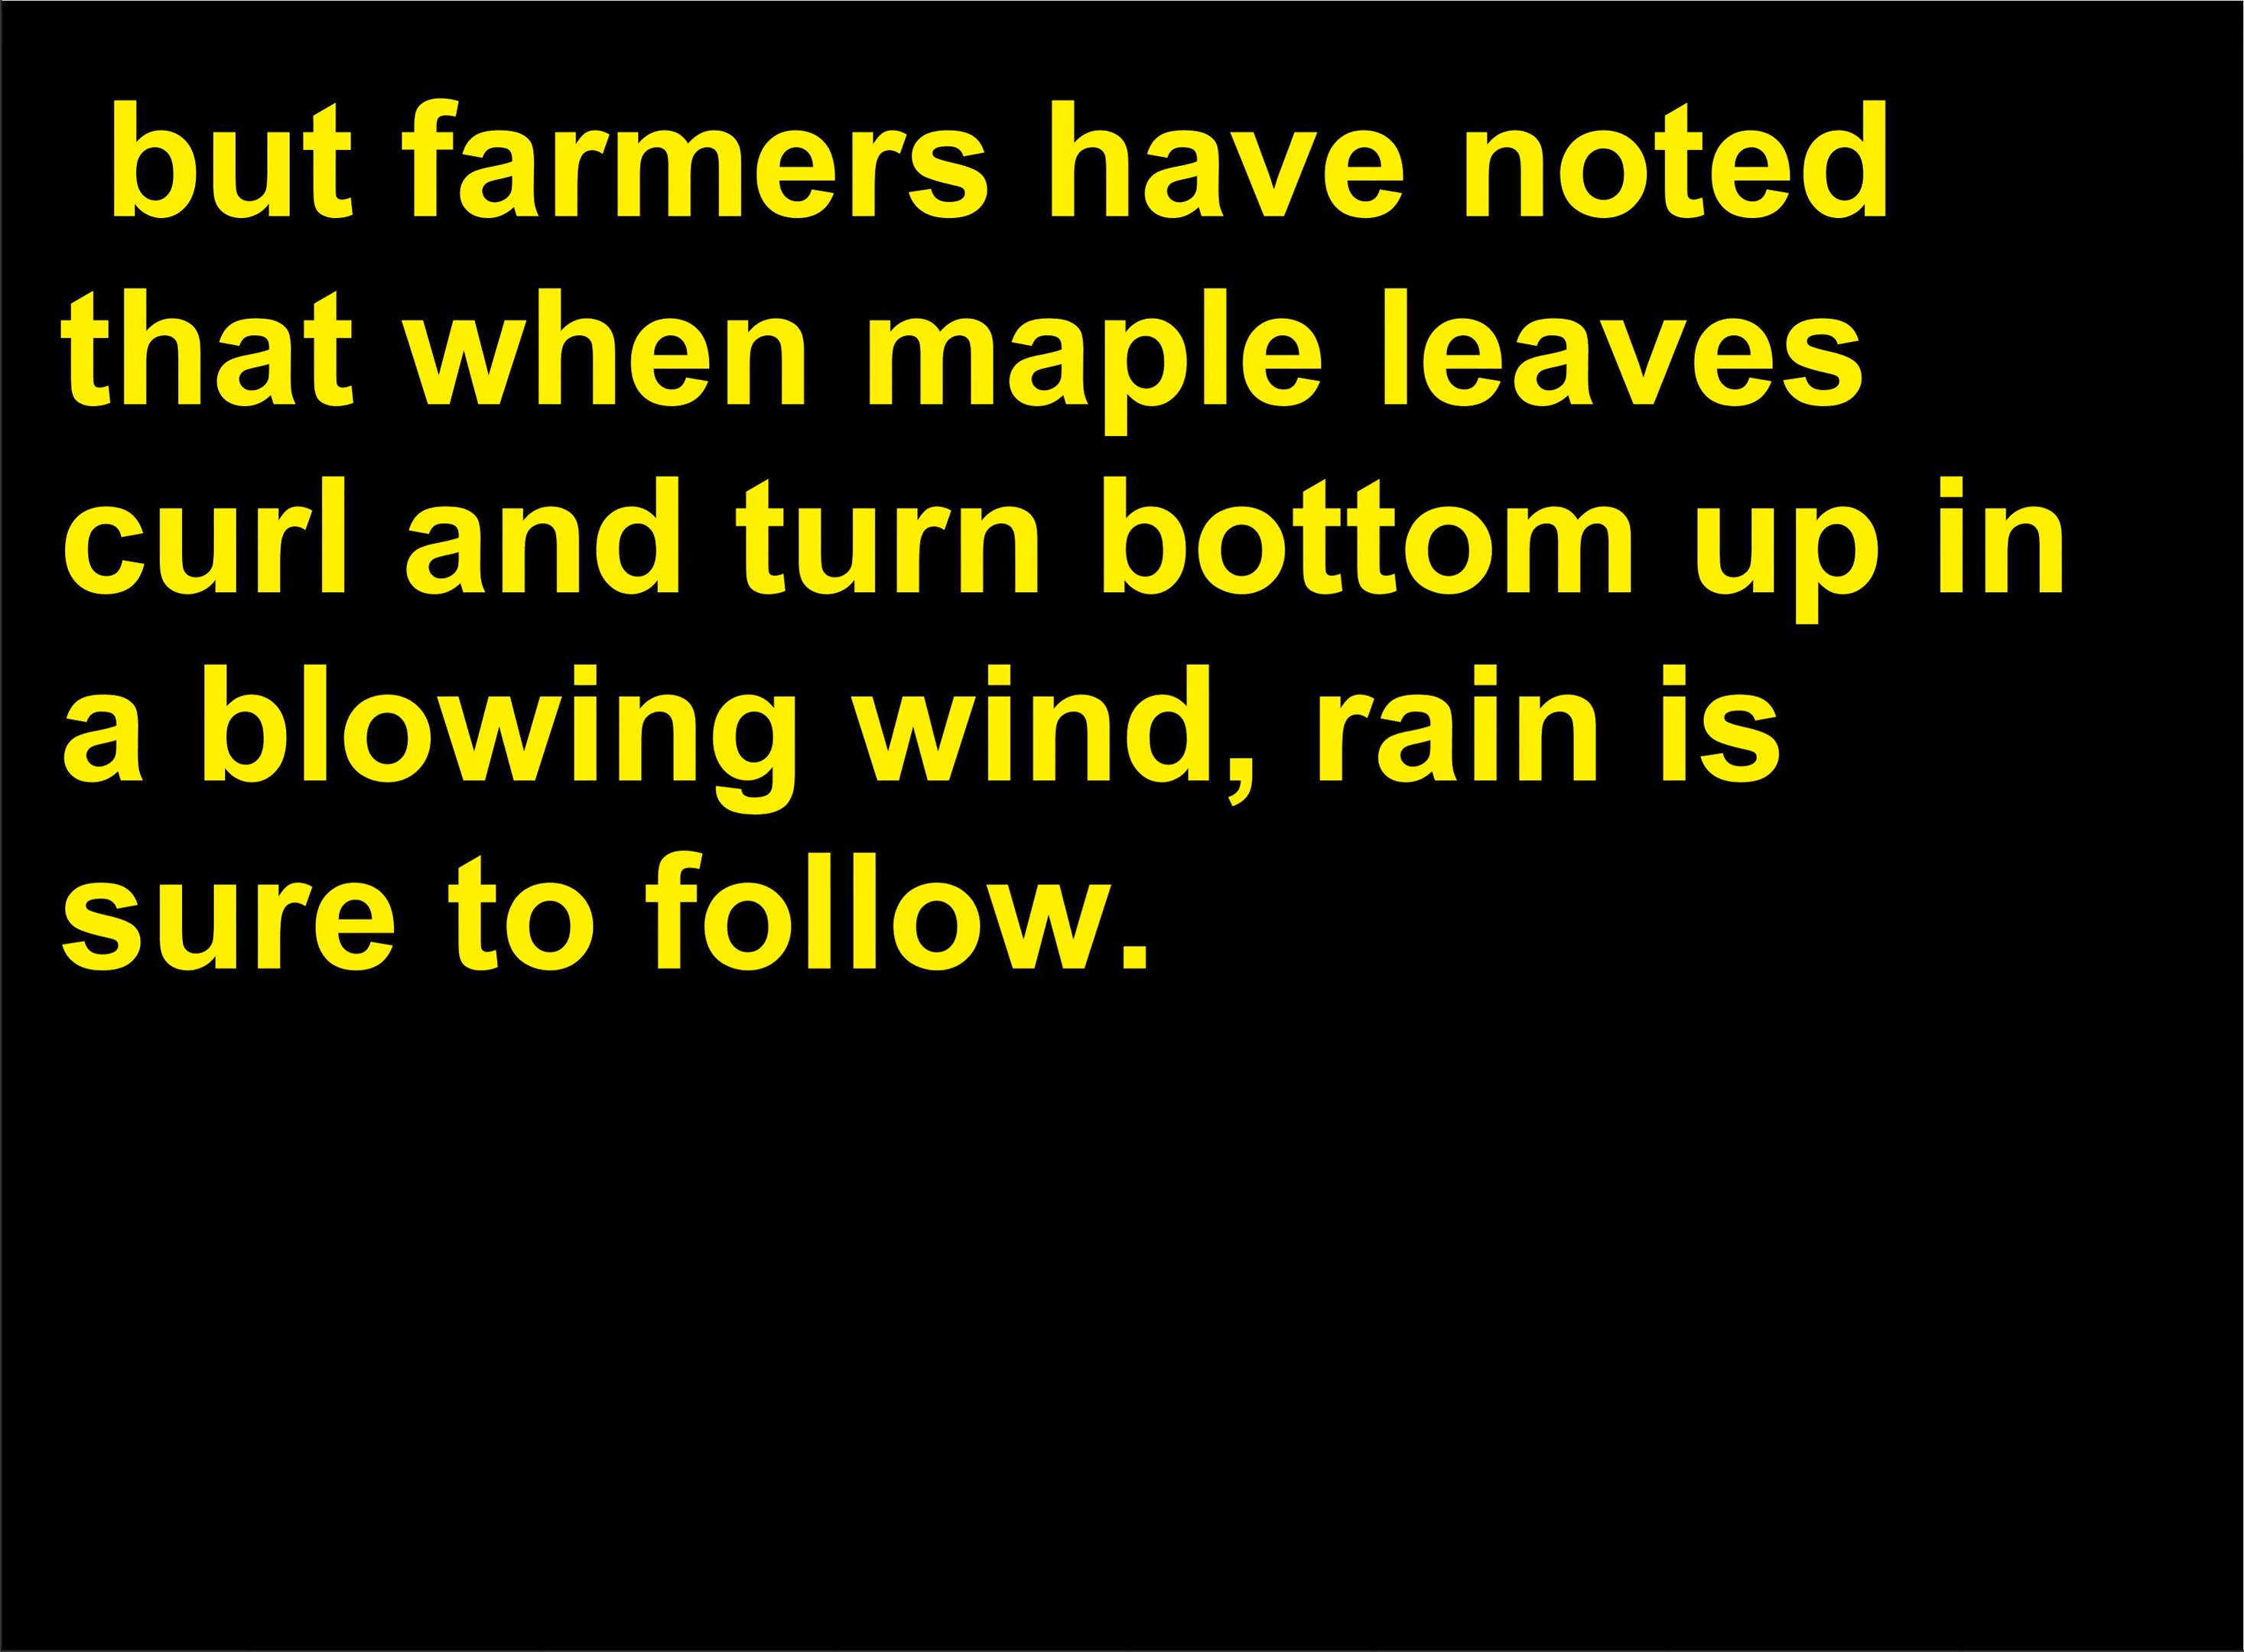 but farmers have noted
that when maple leaves
curl and turn bottom up in
a blowing wind, rain is
sure to follow.